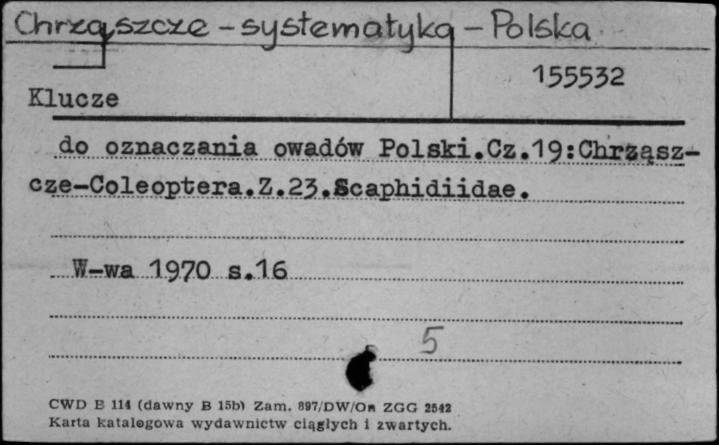 Chrząszcze – systematyka – Polska
155532
Klucze
do oznaczania owadów Polski.Cz.19:Chrząsz-
cze-Coleoptera.Z.23.Scaphidiidae.
W-wa 1970 s.16
5
CWD B 114 (dawny B 15b) Zam. 897/DW/Om ZGG 2542
Karta katalogowa wydawnictw ciągłych i zwartych.